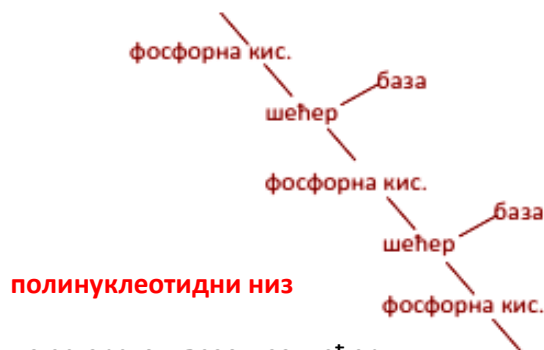 фосфорна кис.
база
шећер
фосфорна кис.
база
шећер
полинуклеотидни низ
фосфорна кис.